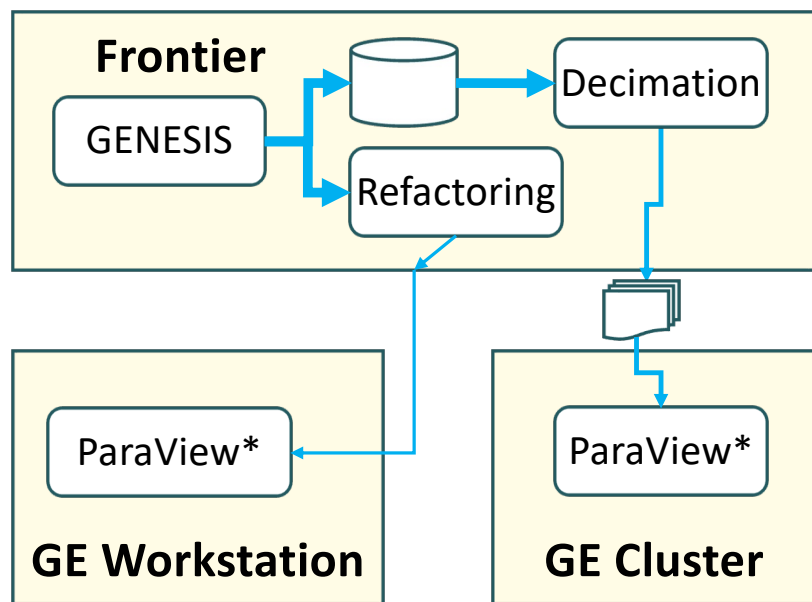 Frontier
GENESIS
Decimation
Refactoring
ParaView*
GE Workstation
ParaView*
GE Cluster